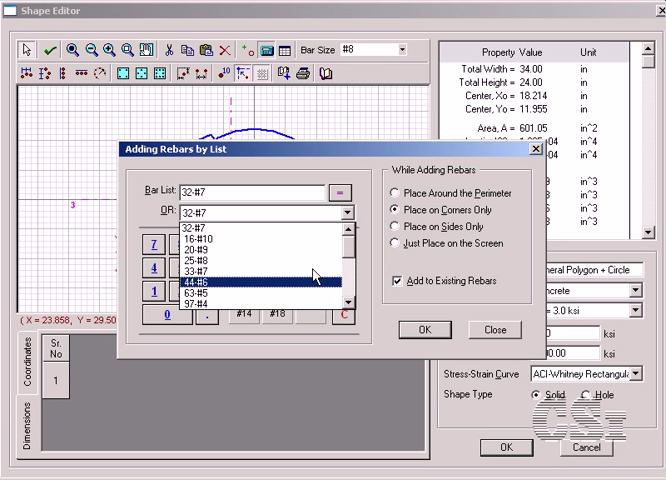 Shape Editor
Bar Size #8
Property Value Unit
Total Width = 34.00 in
Total Height = 24.00 in
Center, Xo = 18.214 in
Center, Yo = 11.955 in
Area, A = 601.05 in^2
-04 in^4
-04 in^4
in^3
in^3
in^3
in^3
Adding Rebars by List
Bar List: 32-#7 =
OR: 32-#7
32-#7
16-#10
20-#9
25-#8
33-#7
44-#6
63-#5
97-#4
7
4
1
0 . #14 #18 C
While Adding Rebars
Place Around the Perimeter
Place on Corners Only
Place on Sides Only
Just Place on the Screen
Add to Existing Rebars
OK Close
3
( X = 23.858, Y = 29.50
Coordinates
Dimensions
Sr.
No
1
neral Polygon + Circle
ncrete
= 3.0 ksi
0 ksi
00.00 ksi
Stress-Strain Curve ACI-Whitney Rectangula
Shape Type Solid Hole
CSI
OK Cancel